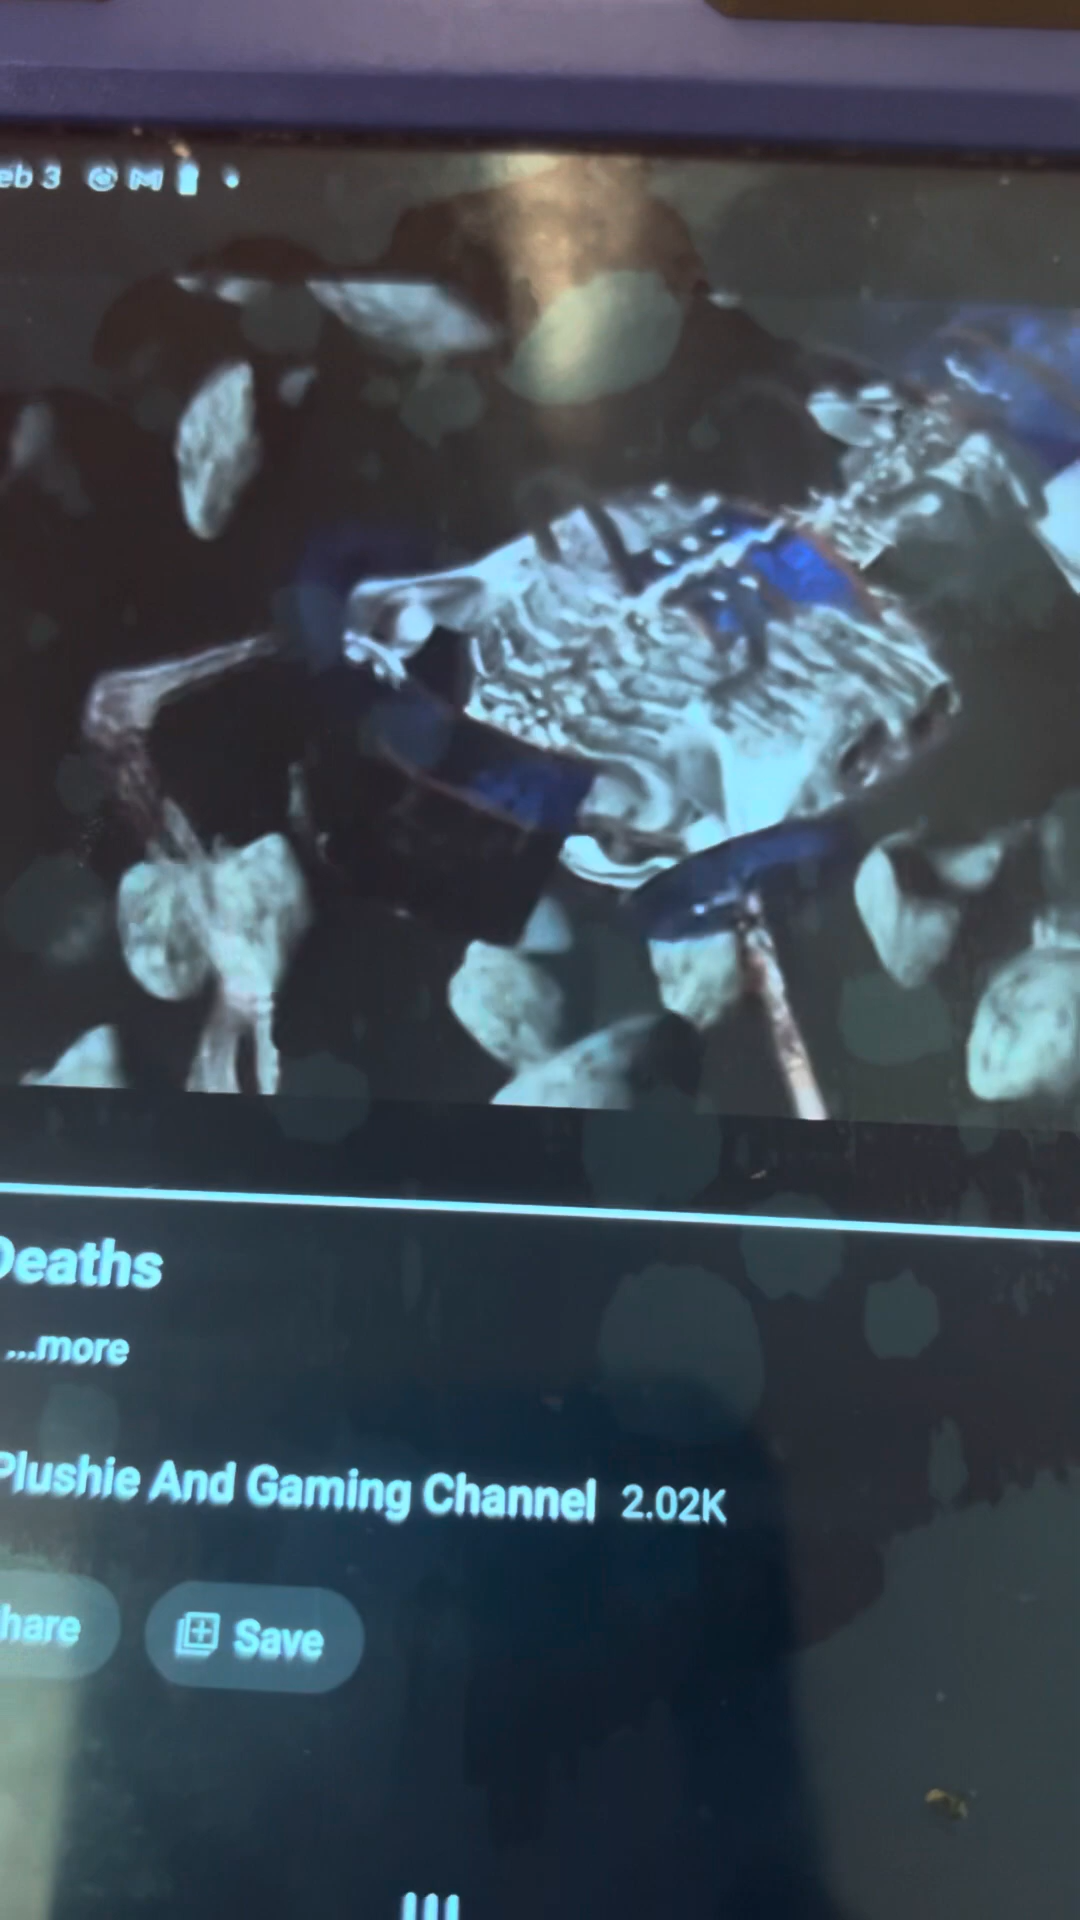 eb 3
Deaths
...more
Plushie And Gaming Channel 2.02K
hare
Save